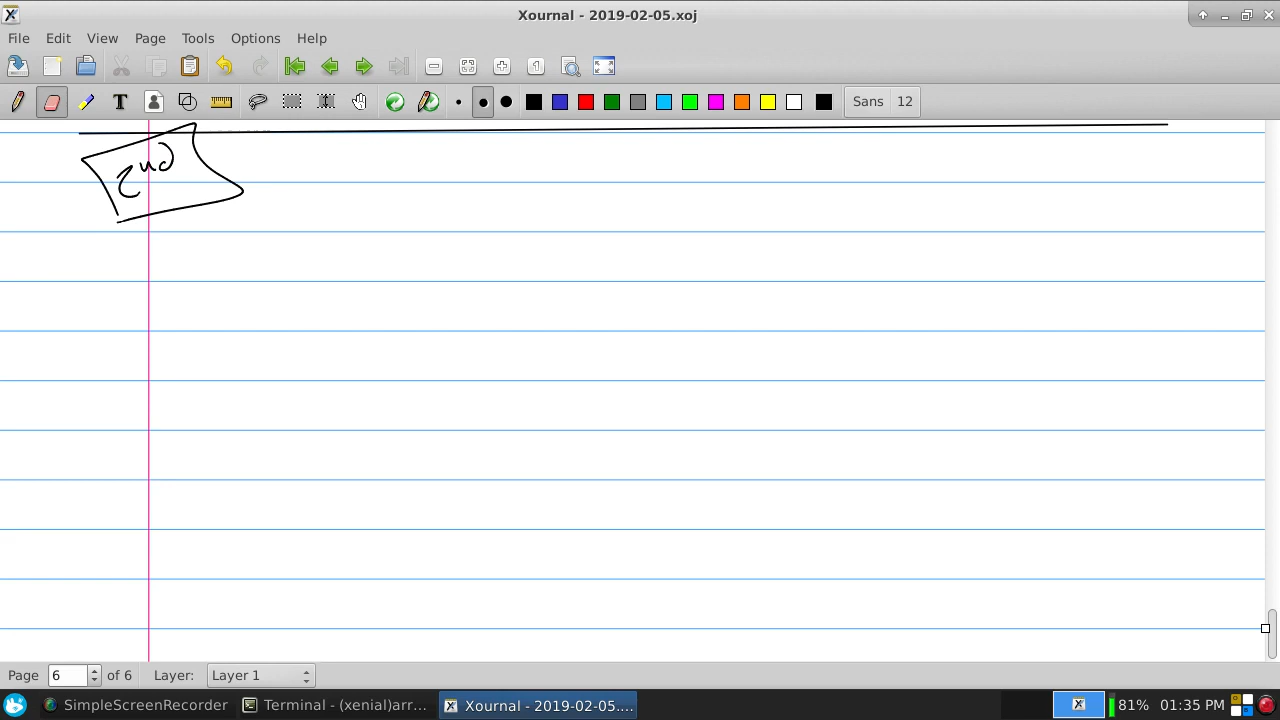 Xournal - 2019-02-05.xoj
File Edit View Page Tools Options Help
T Sans 12
2nd
Page 6 of 6 Layer: Layer 1
SimpleScreenRecorder Terminal - (xenial)arr... Xournal - 2019-02-05.... 81% 01:35 PM